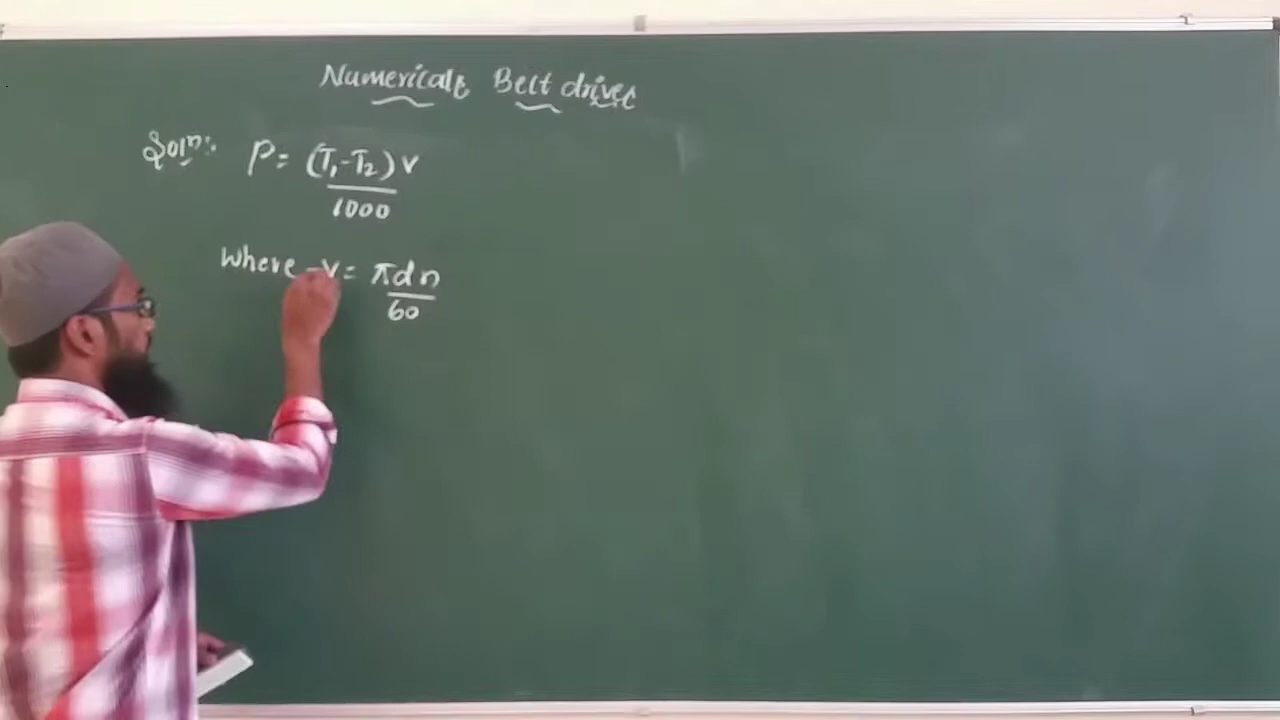 Numericals Belt drives
Soln:- P = (T1-T2) v
1000
Where v = πdn
60